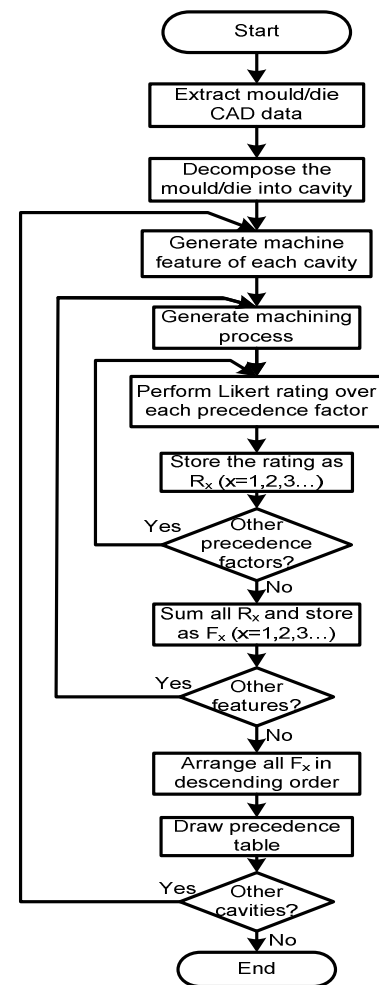 Start
Extract mould/die
CAD data
Decompose the
mould/die into cavity
Generate machine
feature of each cavity
Generate machining
process
Perform Likert rating over
each precedence factor
Store the rating as
Rₓ (x=1,2,3...)
Yes
Other
precedence
factors?
No
Sum all Rₓ and store
as Fₓ (x=1,2,3...)
Yes
Other
features?
No
Arrange all Fₓ in
descending order
Draw precedence
table
Yes
Other
cavities?
No
End